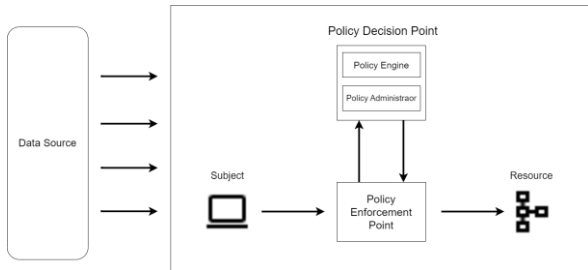 Policy Decision Point
Policy Engine
Policy Administraor
Data Source
Subject
Resource
Policy
Enforcement
Point